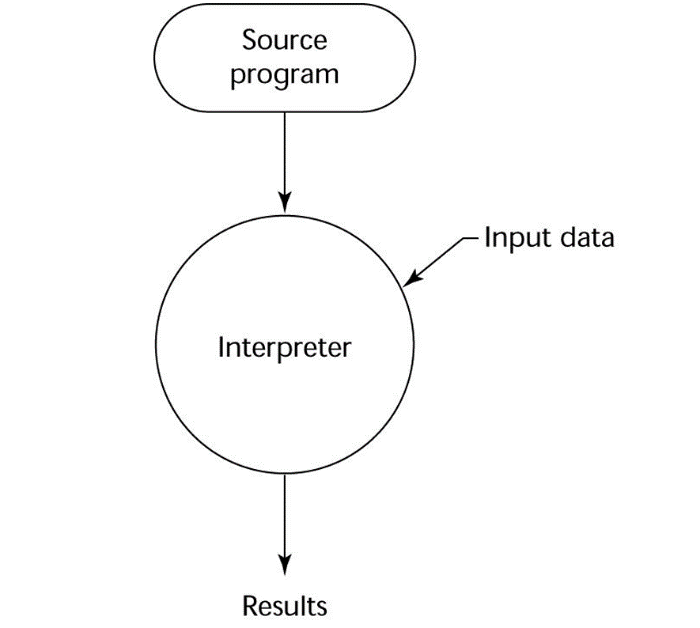 Source
program
Input data
Interpreter
Results